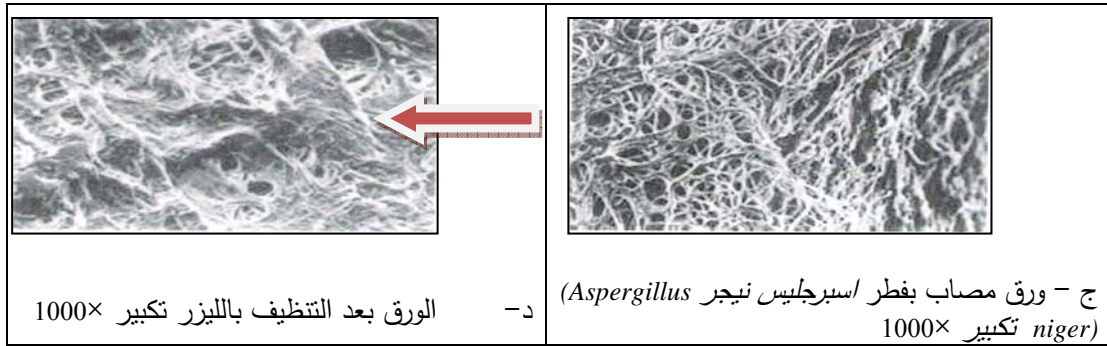 ج - ورق مصاب بفطر اسبرجليس نيجر Aspergillus)
niger) تكبير ×1000
د- الورق بعد التنظيف بالليزر تكبير ×1000